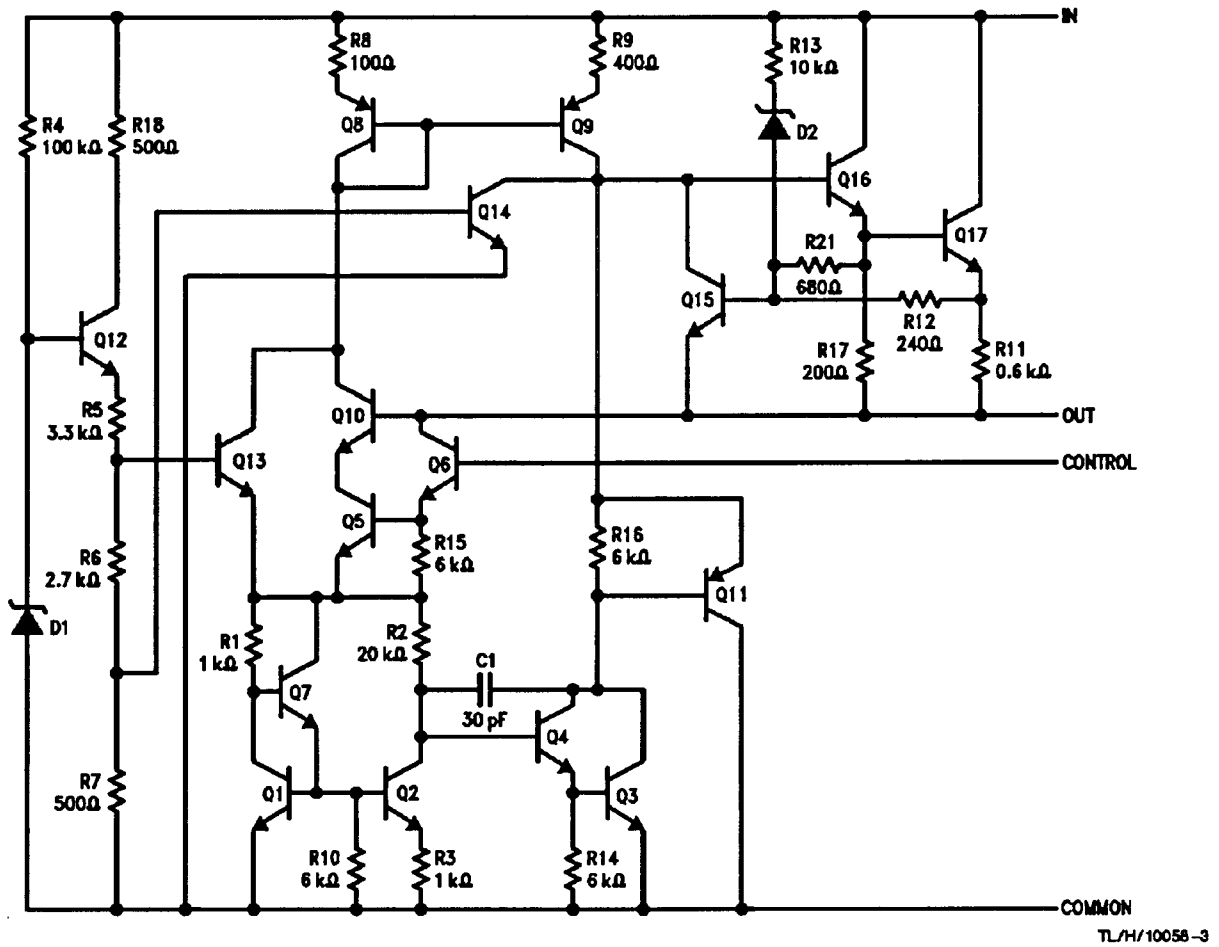 IN
R8
100Ω
R9
400Ω
R13
10 kΩ
R4
100 kΩ
R18
500Ω
Q8
Q9
D2
Q16
Q14
R21
680Ω
Q17
Q15
R12
240Ω
Q12
R17
200Ω
R11
0.6 kΩ
R5
3.3 kΩ
Q10
OUT
Q13
Q6
CONTROL
Q5
R15
6 kΩ
R16
6 kΩ
R6
2.7 kΩ
Q11
D1
R1
1 kΩ
R2
20 kΩ
C1
30 pF
Q7
Q4
R7
500Ω
Q1
Q2
Q3
R10
6 kΩ
R3
1 kΩ
R14
6 kΩ
COMMON
TL/H/10058-3